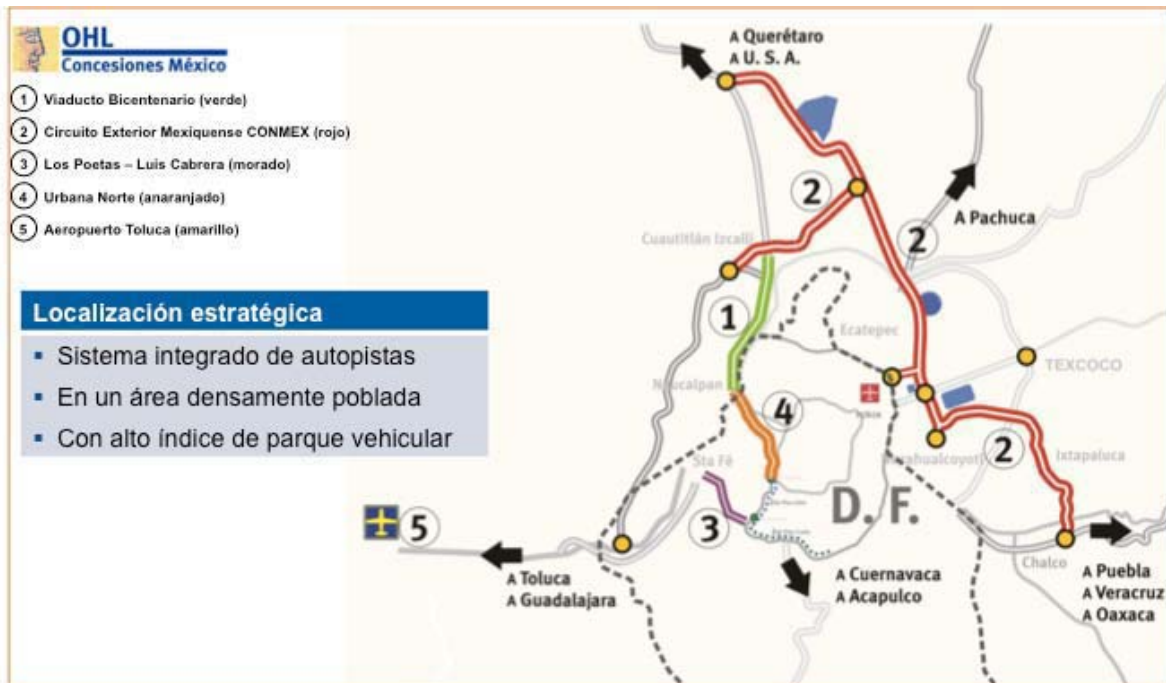 OHL
Concesiones México
1 Viaducto Bicentenario (verde)
2 Circuito Exterior Mexiquense CONMEX (rojo)
3 Los Poetas – Luis Cabrera (morado)
4 Urbana Norte (anaranjado)
5 Aeropuerto Toluca (amarillo)
Localización estratégica
▪ Sistema integrado de autopistas
▪ En un área densamente poblada
▪ Con alto índice de parque vehicular
A Querétaro
A U. S. A.
2
A Pachuca
2
Cuautitlán Izcalli
1
Ecatepec
TEXCOCO
Naucalpan
4
2
Ixtapaluca
Sta Fé
D. F.
3
5
Chalco
A Toluca
A Guadalajara
A Cuernavaca
A Acapulco
A Puebla
A Veracruz
A Oaxaca